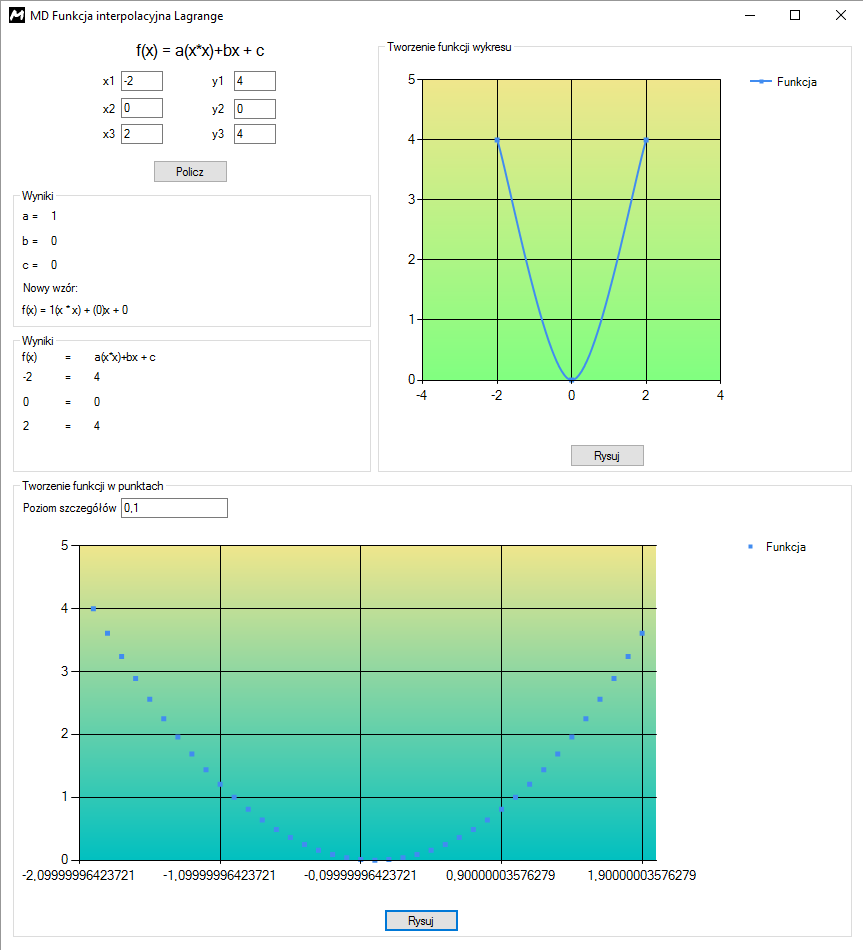 MD Funkcja interpolacyjna Lagrange
f(x) = a(x*x)+bx + c
x1 -2 y1 4
x2 0 y2 0
x3 2 y3 4
Policz
Wyniki
a = 1
b = 0
c = 0
Nowy wzór:
f(x) = 1(x * x) + (0)x + 0
Wyniki
f(x) = a(x*x)+bx + c
-2 = 4
0 = 0
2 = 4
Tworzenie funkcji wykresu
Funkcja
5
4
3
2
1
0
-4 -2 0 2 4
Rysuj
Tworzenie funkcji w punktach
Poziom szczegółów 0,1
Funkcja
5
4
3
2
1
0
-2,09999996423721 -1,09999996423721 -0,09999996423721 0,90000003576279 1,90000003576279
Rysuj